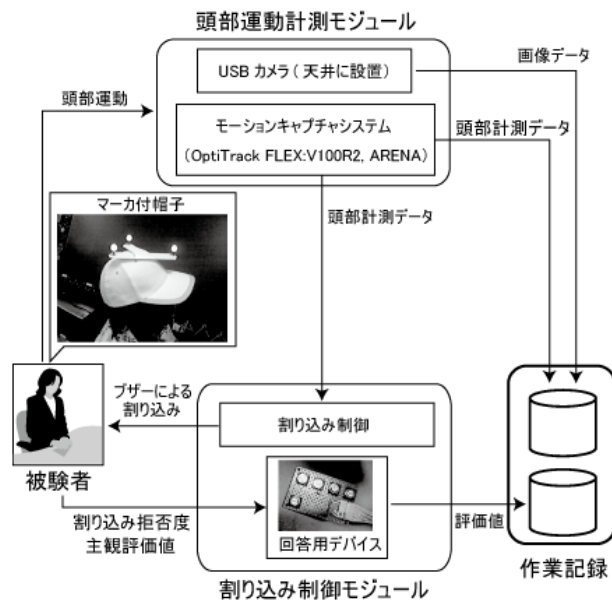 頭部運動計測モジュール
USB カメラ( 天井に設置)
画像データ
頭部運動
モーションキャプチャシステム
(OptiTrack FLEX:V100R2, ARENA)
頭部計測データ
マーカ付帽子
頭部計測データ
ブザーによる
割り込み
割り込み制御
被験者
割り込み拒否度
主観評価値
回答用デバイス
評価値
作業記録
割り込み制御モジュール